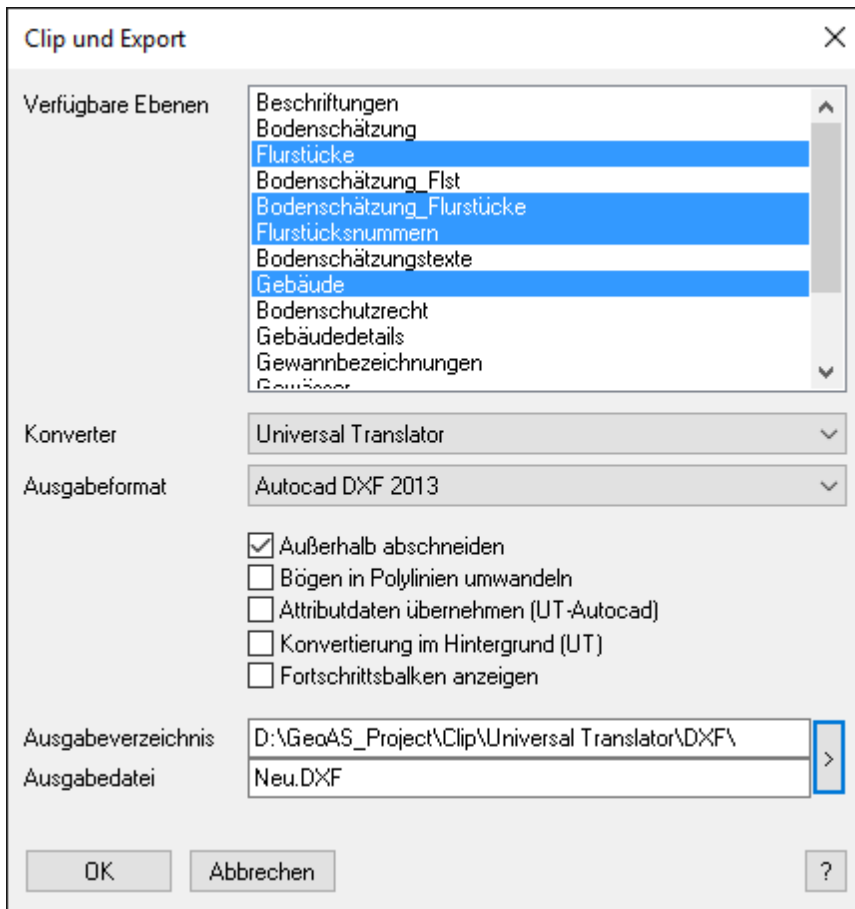 Clip und Export
Verfügbare Ebenen
Beschriftungen
Bodenschätzung
Flurstücke
Bodenschätzung_Flst
Bodenschätzung_Flurstücke
Flurstücksnummern
Bodenschätzungstexte
Gebäude
Bodenschutzrecht
Gebäudedetails
Gewannbezeichnungen
Gewässer
Konverter Universal Translator
Ausgabeformat Autocad DXF 2013
Außerhalb abschneiden
Bögen in Polylinien umwandeln
Attributdaten übernehmen (UT-Autocad)
Konvertierung im Hintergrund (UT)
Fortschrittsbalken anzeigen
Ausgabeverzeichnis D:\GeoAS_Project\Clip\Universal Translator\DXF\
>
Ausgabedatei Neu.DXF
OK Abbrechen ?